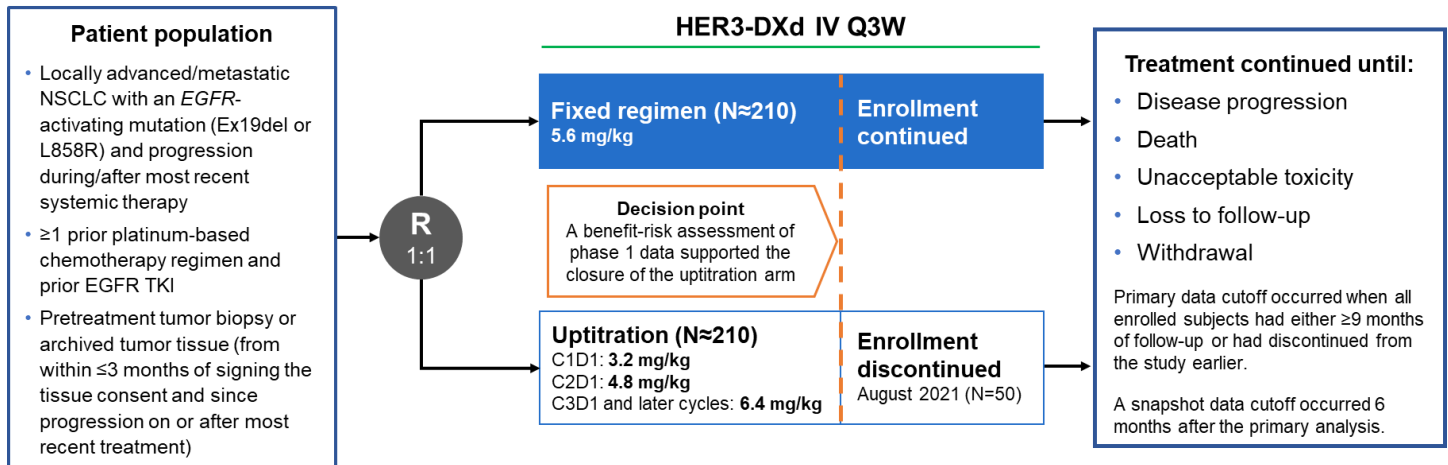 Patient population
• Locally advanced/metastatic
NSCLC with an EGFR-
activating mutation (Ex19del or
L858R) and progression
during/after most recent
systemic therapy
• ≥1 prior platinum-based
chemotherapy regimen and
prior EGFR TKI
• Pretreatment tumor biopsy or
archived tumor tissue (from
within ≤3 months of signing the
tissue consent and since
progression on or after most
recent treatment)
R
1:1
HER3-DXd IV Q3W
Fixed regimen (N≈210)
5.6 mg/kg
Enrollment
continued
Decision point
A benefit-risk assessment of
phase 1 data supported the
closure of the uptitration arm
Uptitration (N≈210)
C1D1: 3.2 mg/kg
C2D1: 4.8 mg/kg
C3D1 and later cycles: 6.4 mg/kg
Enrollment
discontinued
August 2021 (N=50)
Treatment continued until:
• Disease progression
• Death
• Unacceptable toxicity
• Loss to follow-up
• Withdrawal
Primary data cutoff occurred when all
enrolled subjects had either ≥9 months
of follow-up or had discontinued from
the study earlier.
A snapshot data cutoff occurred 6
months after the primary analysis.